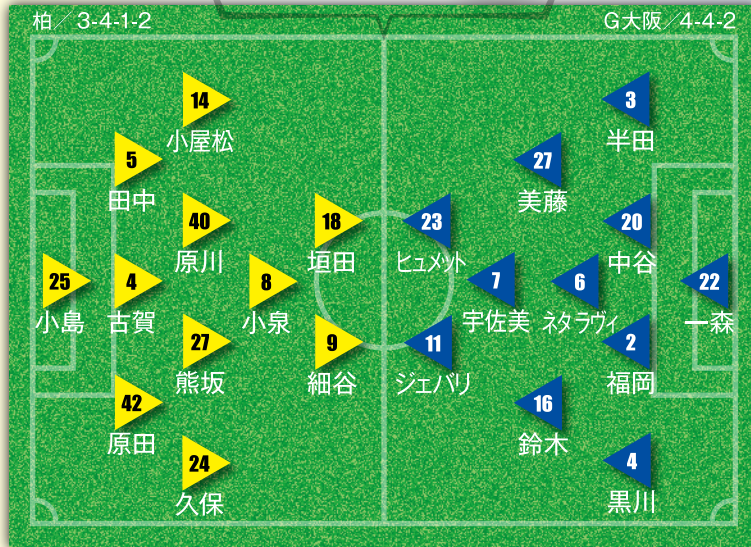 柏／3-4-1-2
G大阪／4-4-2
14
小屋松
5
田中
40
原川
18
垣田
25
小島
4
古賀
8
小泉
27
熊坂
9
細谷
42
原田
24
久保
3
半田
27
美藤
23
ヒュメット
20
中谷
7
宇佐美
6
ネタラヴィ
22
一森
11
ジェバリ
2
福岡
16
鈴木
4
黒川